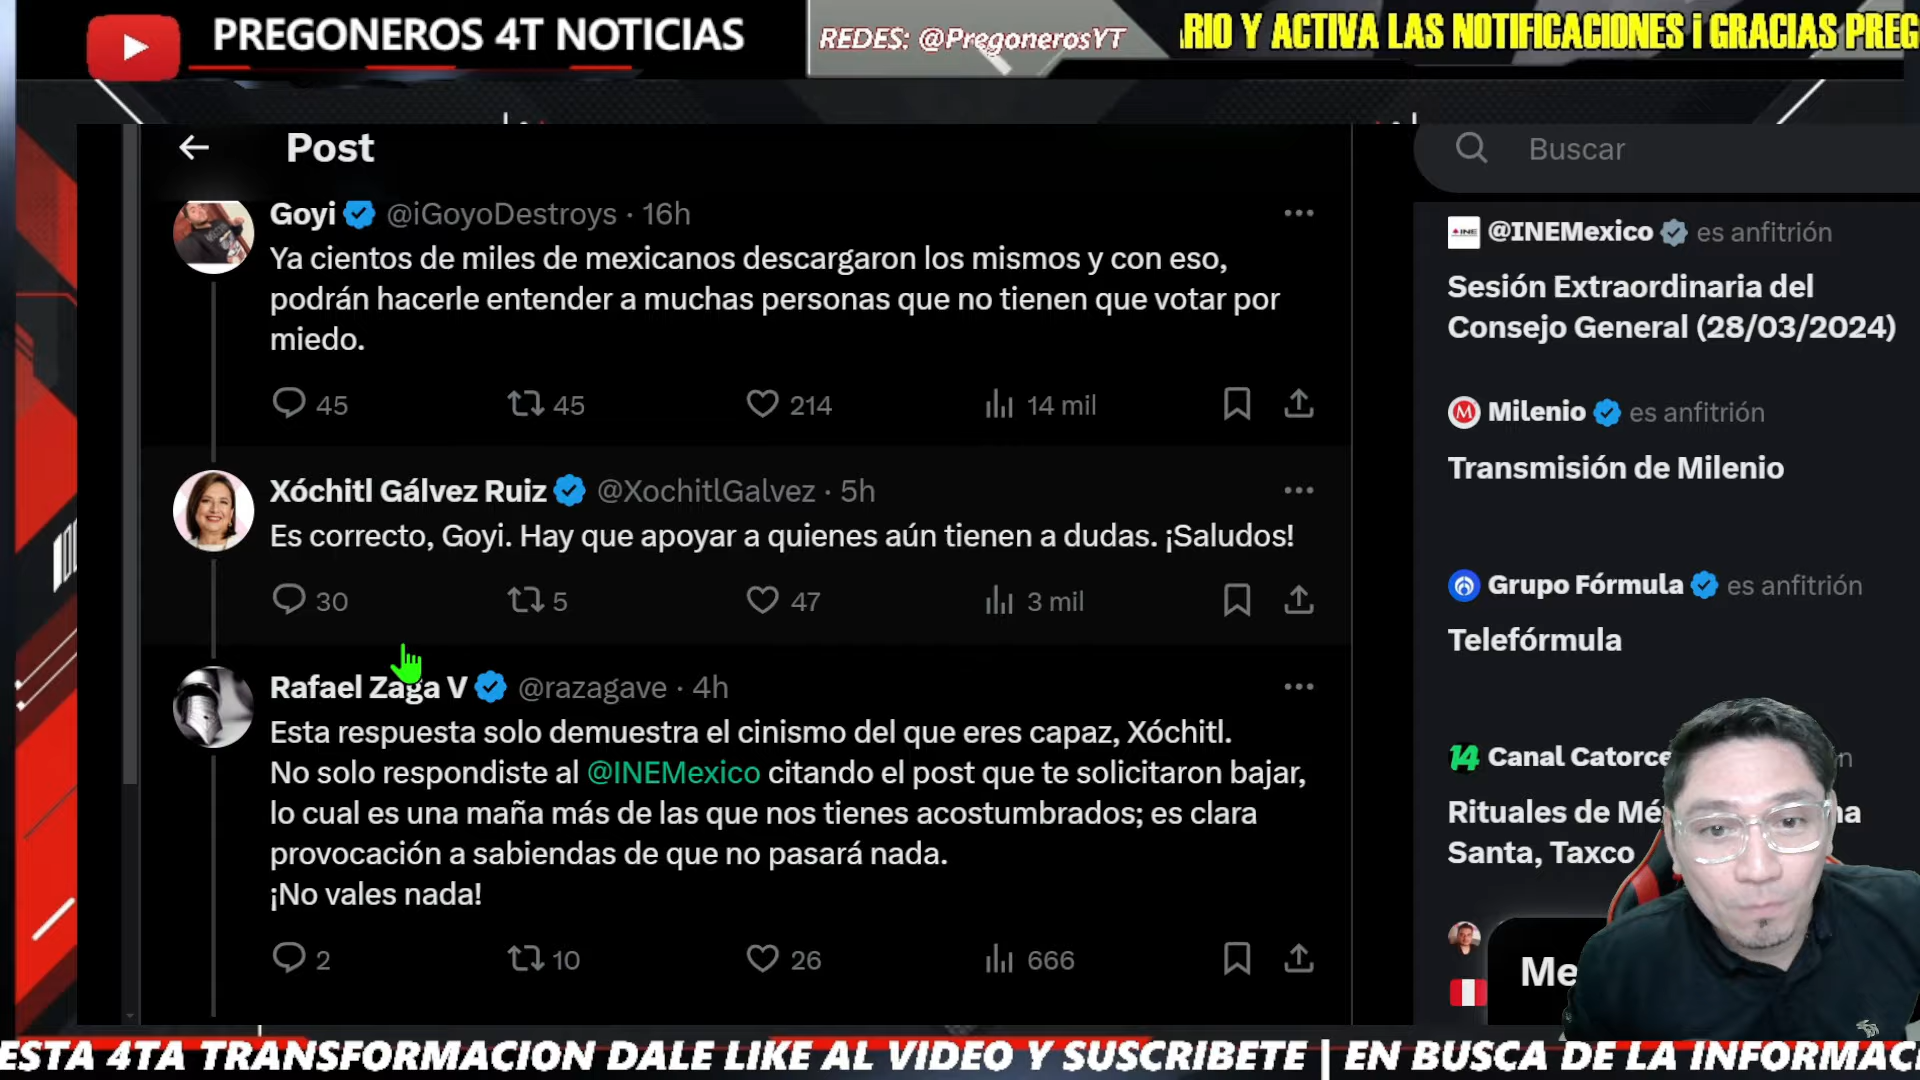 PREGONEROS 4T NOTICIAS
REDES: @PregonerosYT
RIO Y ACTIVA LAS NOTIFICACIONES ¡ GRACIAS PREG
Post
Buscar
Goyi @iGoyoDestroys · 16h
Ya cientos de miles de mexicanos descargaron los mismos y con eso,
podrán hacerle entender a muchas personas que no tienen que votar por
miedo.
45 45 214 14 mil
Xóchitl Gálvez Ruiz @XochitlGalvez · 5h
Es correcto, Goyi. Hay que apoyar a quienes aún tienen a dudas. ¡Saludos!
30 5 47 3 mil
Rafael Zaga V @razagave · 4h
Esta respuesta solo demuestra el cinismo del que eres capaz, Xóchitl.
No solo respondiste al @INEMexico citando el post que te solicitaron bajar,
lo cual es una maña más de las que nos tienes acostumbrados; es clara
provocación a sabiendas de que no pasará nada.
¡No vales nada!
2 10 26 666
INE @INEMexico es anfitrión
Sesión Extraordinaria del
Consejo General (28/03/2024)
M Milenio es anfitrión
Transmisión de Milenio
Grupo Fórmula es anfitrión
Telefórmula
14 Canal Catorce
Rituales de Mé
Santa, Taxco
Me
ESTA 4TA TRANSFORMACION DALE LIKE AL VIDEO Y SUSCRIBETE | EN BUSCA DE LA INFORMAC